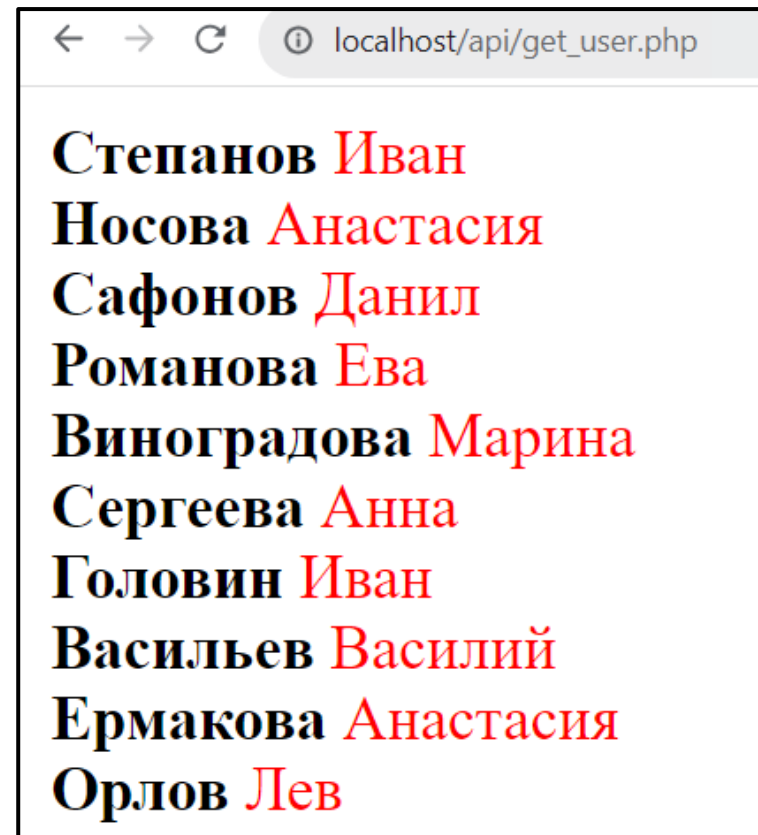 localhost/api/get_user.php
Степанов Иван
Носова Анастасия
Сафонов Данил
Романова Ева
Виноградова Марина
Сергеева Анна
Головин Иван
Васильев Василий
Ермакова Анастасия
Орлов Лев